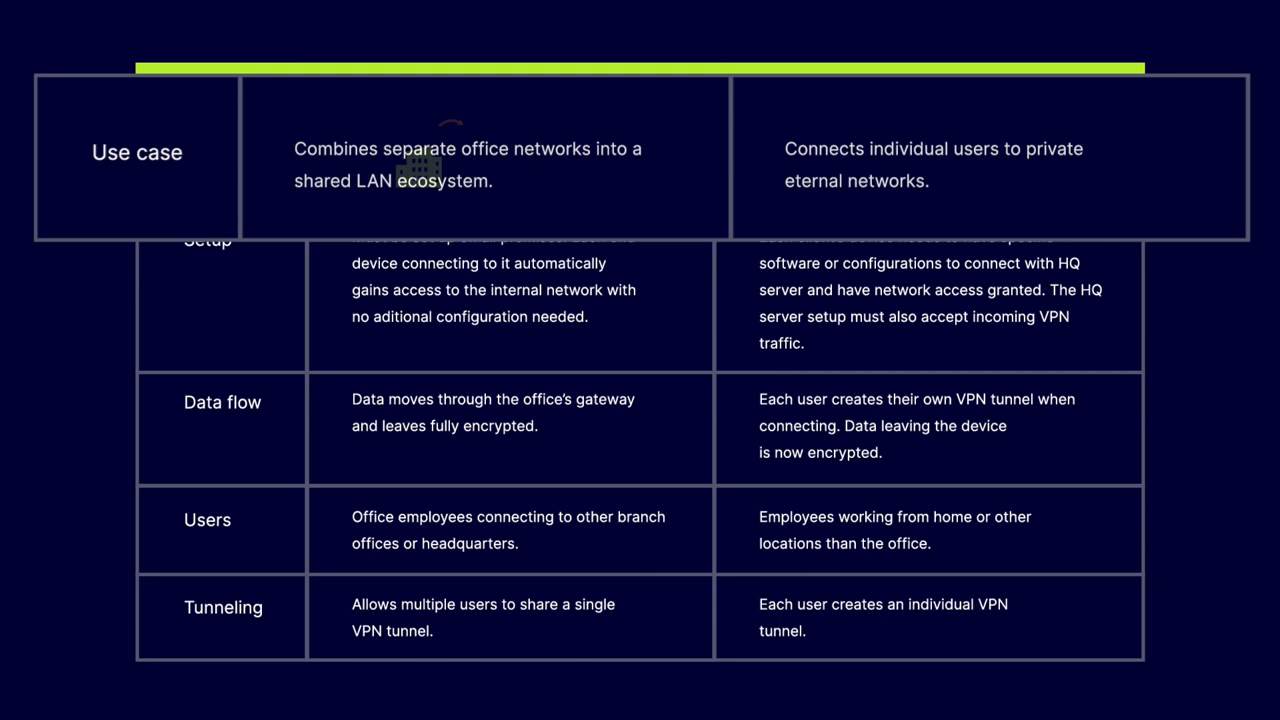 Use case
Combines separate office networks into a
shared LAN ecosystem.
Connects individual users to private
eternal networks.
Setup
device connecting to it automatically
gains access to the internal network with
no aditional configuration needed.
software or configurations to connect with HQ
server and have network access granted. The HQ
server setup must also accept incoming VPN
traffic.
Data flow
Data moves through the office’s gateway
and leaves fully encrypted.
Each user creates their own VPN tunnel when
connecting. Data leaving the device
is now encrypted.
Users
Office employees connecting to other branch
offices or headquarters.
Employees working from home or other
locations than the office.
Tunneling
Allows multiple users to share a single
VPN tunnel.
Each user creates an individual VPN
tunnel.